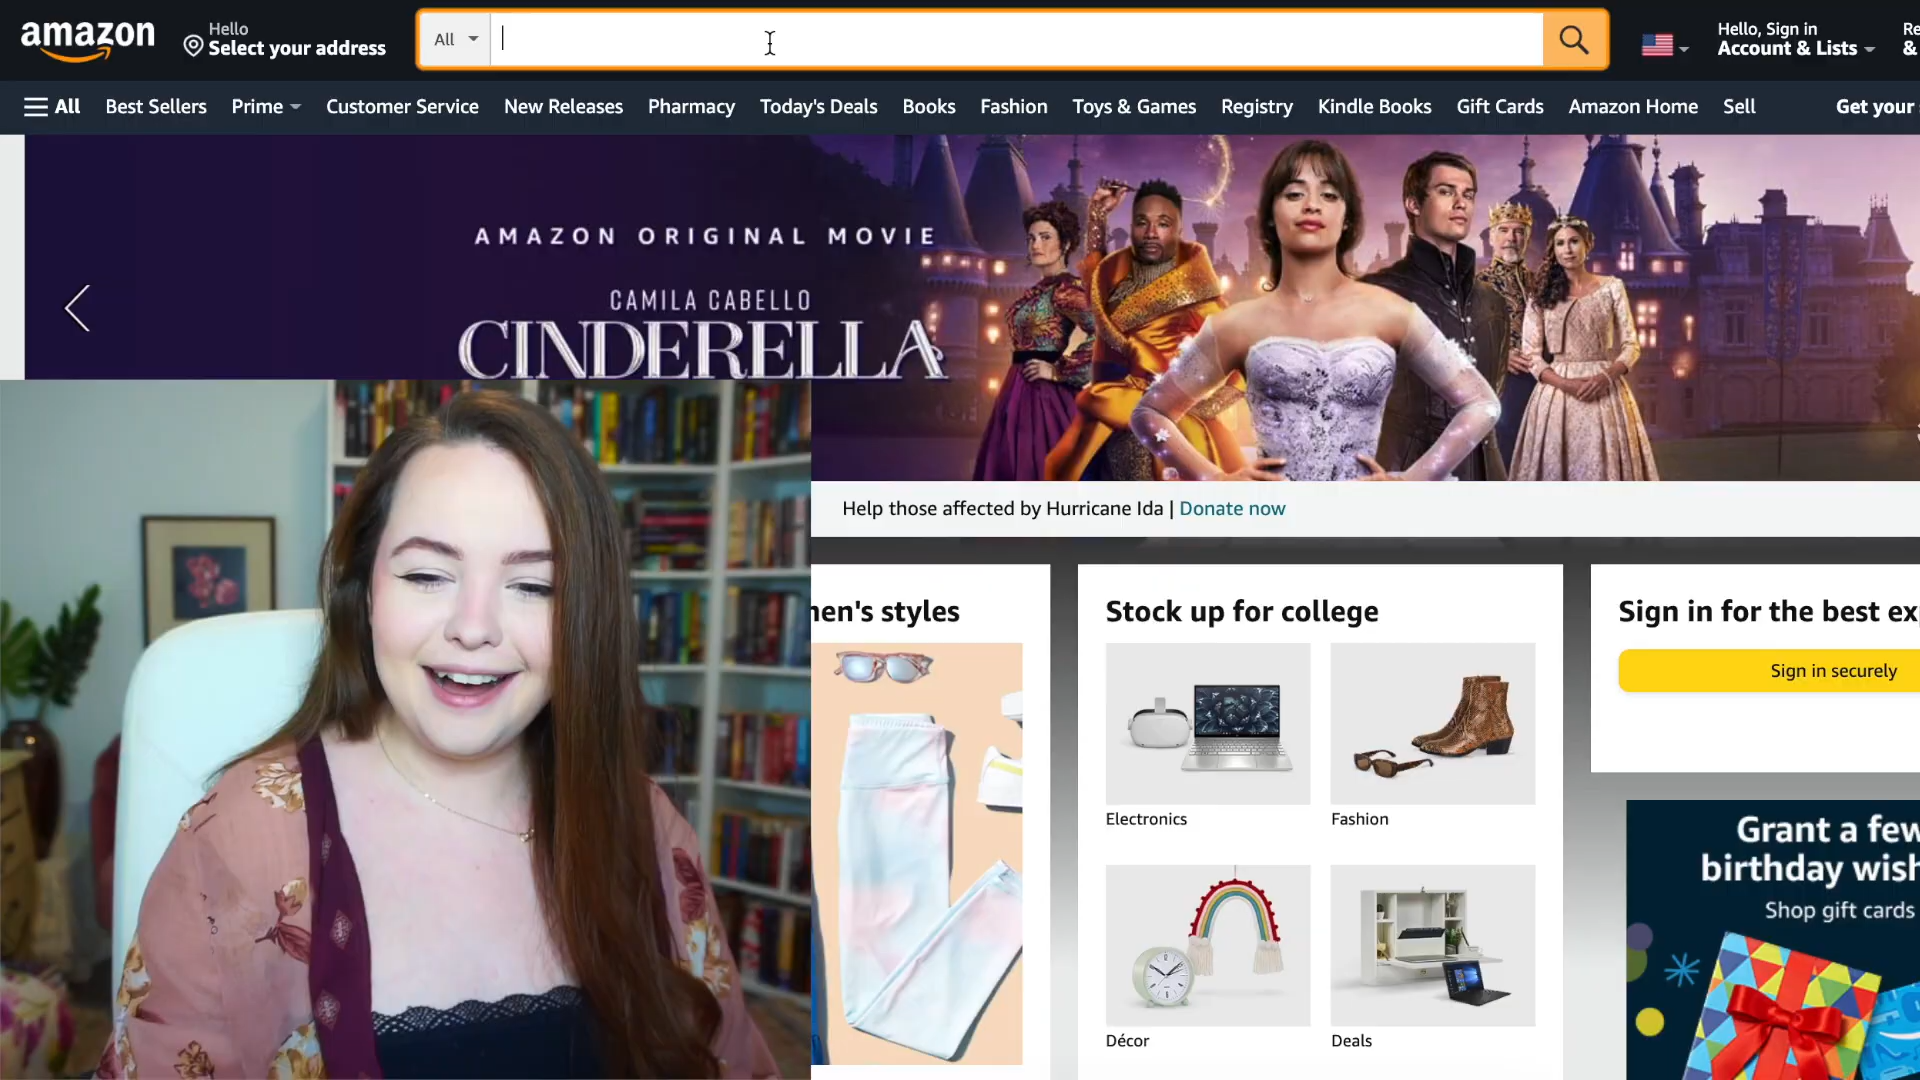 amazon
Hello
Select your address
All
Hello, Sign in
Account & Lists
Re
&
All
Best Sellers
Prime
Customer Service
New Releases
Pharmacy
Today's Deals
Books
Fashion
Toys & Games
Registry
Kindle Books
Gift Cards
Amazon Home
Sell
Get your
AMAZON ORIGINAL MOVIE
CAMILA CABELLO
CINDERELLA
Help those affected by Hurricane Ida | Donate now
men's styles
Stock up for college
Electronics
Fashion
Décor
Deals
Sign in for the best ex
Sign in securely
Grant a few
birthday wish
Shop gift cards